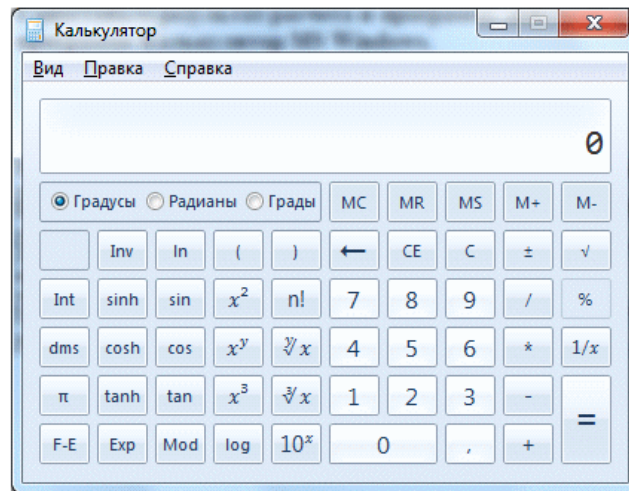 Калькулятор
Вид Правка Справка
0
Градусы Радианы Грады MC MR MS M+ M-
Inv ln ( ) ← CE C ± √
Int sinh sin x² n! 7 8 9 / %
dms cosh cos xʸ ʸ√x 4 5 6 * 1/x
π tanh tan x³ ³√x 1 2 3 - =
F-E Exp Mod log 10ˣ 0 , +